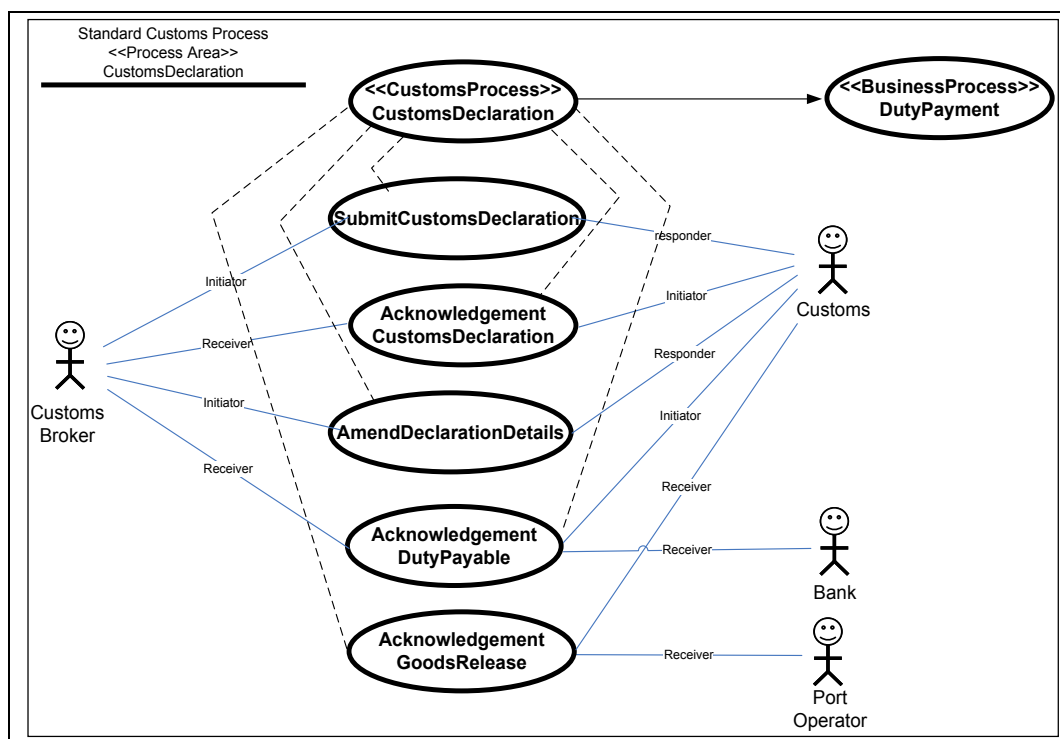 Standard Customs Process
<<Process Area>>
CustomsDeclaration
<<CustomsProcess>>
CustomsDeclaration
<<BusinessProcess>>
DutyPayment
SubmitCustomsDeclaration
responder
Initiator
Customs
Acknowledgement
CustomsDeclaration
Initiator
Receiver
Responder
Customs
Broker
Initiator
AmendDeclarationDetails
Initiator
Receiver
Receiver
Acknowledgement
DutyPayable
Receiver
Bank
Acknowledgement
GoodsRelease
Receiver
Port
Operator